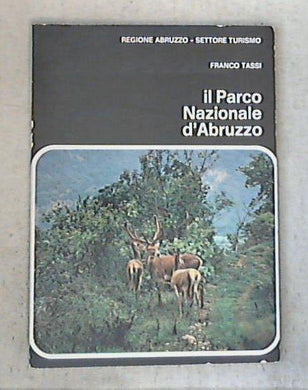 REGIONE ABRUZZO - SETTORE TURISMO
FRANCO TASSI
il Parco
Nazionale
d'Abruzzo